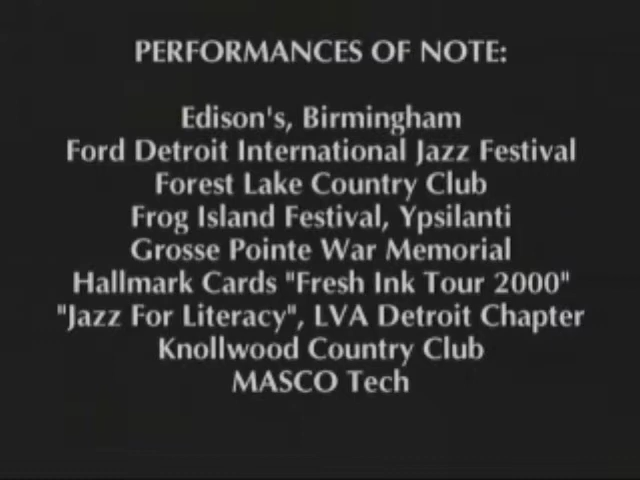 PERFORMANCES OF NOTE:
Edison's, Birmingham
Ford Detroit International Jazz Festival
Forest Lake Country Club
Frog Island Festival, Ypsilanti
Grosse Pointe War Memorial
Hallmark Cards "Fresh Ink Tour 2000"
"Jazz For Literacy", LVA Detroit Chapter
Knollwood Country Club
MASCO Tech